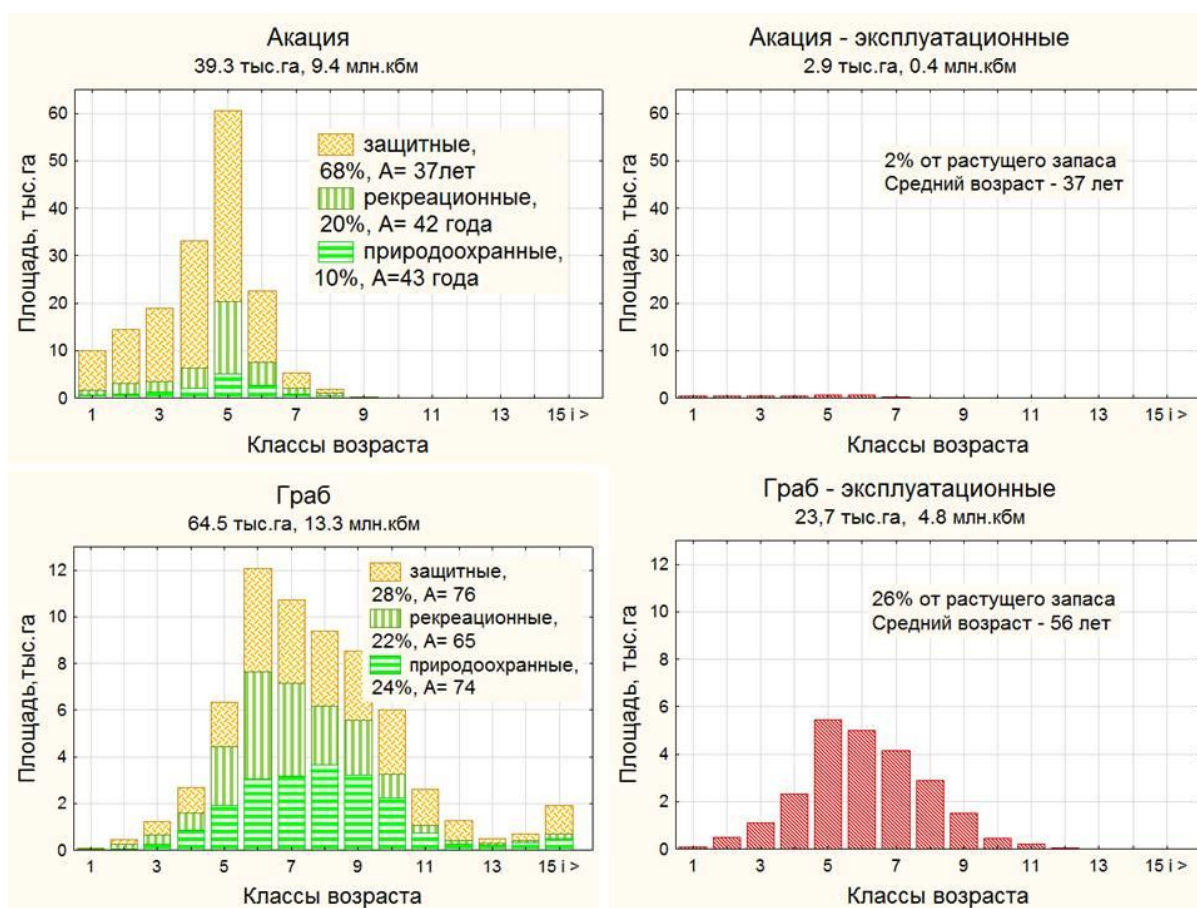 Акация
39.3 тыс.га, 9.4 млн.кбм
Площадь, тыс.га
60
50
40
30
20
10
0
защитные,
68%, А= 37лет
рекреационные,
20%, А= 42 года
природоохранные,
10%, А=43 года
1 3 5 7 9 11 13 15 i >
Классы возраста
Акация - эксплуатационные
2.9 тыс.га, 0.4 млн.кбм
Площадь, тыс.га
60
50
40
30
20
10
0
2% от растущего запаса
Средний возраст - 37 лет
1 3 5 7 9 11 13 15 i >
Классы возраста
Граб
64.5 тыс.га, 13.3 млн.кбм
Площадь,тыс.га
12
10
8
6
4
2
0
защитные,
28%, А= 76
рекреационные,
22%, А= 65
природоохранные,
24%, А= 74
1 3 5 7 9 11 13 15 i >
Классы возраста
Граб - эксплуатационные
23,7 тыс.га, 4.8 млн.кбм
Площадь, тыс.га
12
10
8
6
4
2
0
26% от растущего запаса
Средний возраст - 56 лет
1 3 5 7 9 11 13 15 i >
Классы возраста